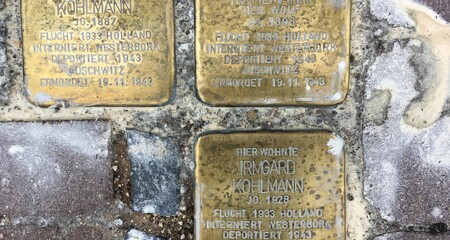 KOHLMANN
JG. 1887
FLUCHT 1933 HOLLAND
INTERNIERT WESTERBORK
DEPORTIERT 1943
AUSCHWITZ
ERMORDET 19.11.1943
FLUCHT 1933 HOLLAND
INTERNIERT WESTERBORK
DEPORTIERT 1943
AUSCHWITZ
ERMORDET 19.11.1943
HIER WOHNTE
IRMGARD
KOHLMANN
JG. 1928
FLUCHT 1933 HOLLAND
INTERNIERT WESTERBORK
DEPORTIERT 1943